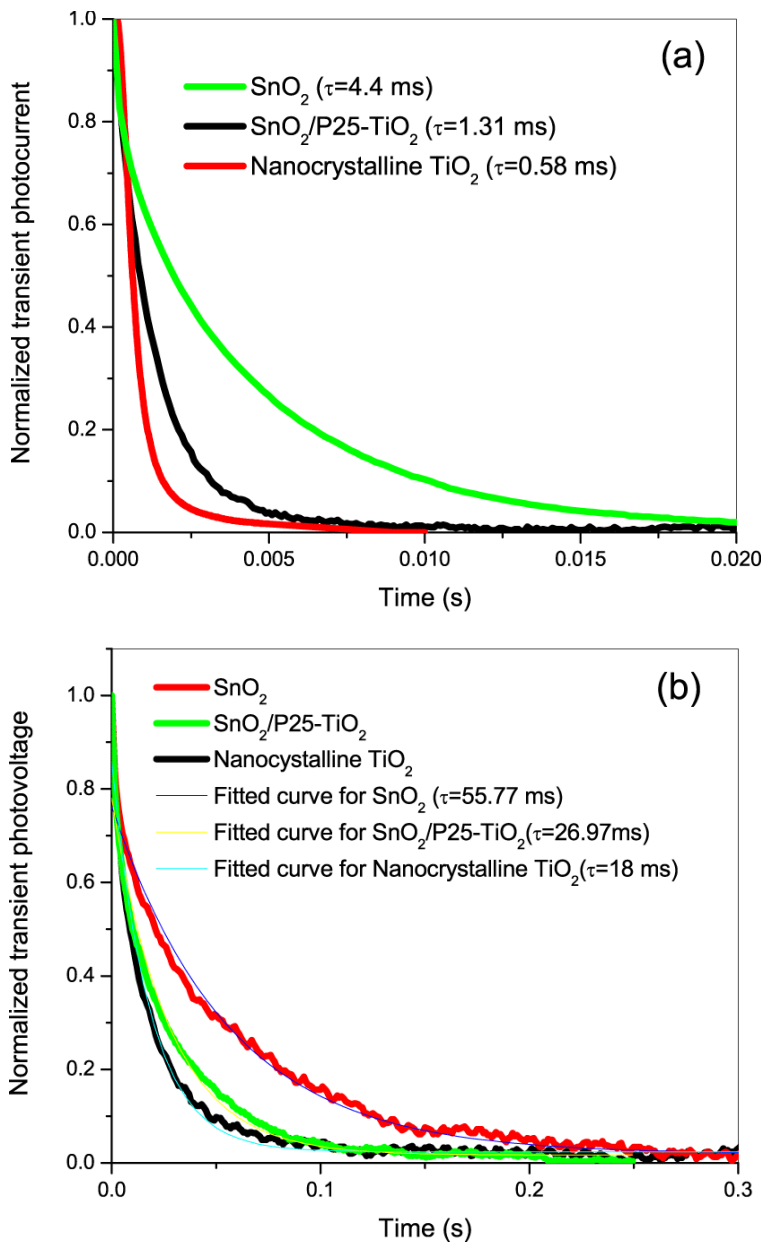 (a)
SnO₂ (τ=4.4 ms)
SnO₂/P25-TiO₂ (τ=1.31 ms)
Nanocrystalline TiO₂ (τ=0.58 ms)
Normalized transient photocurrent
1.0
0.8
0.6
0.4
0.2
0.0
0.000 0.005 0.010 0.015 0.020
Time (s)
(b)
SnO₂
SnO₂/P25-TiO₂
Nanocystalline TiO₂
Fitted curve for SnO₂ (τ=55.77 ms)
Fitted curve for SnO₂/P25-TiO₂(τ=26.97ms)
Fitted curve for Nanocrystalline TiO₂(τ=18 ms)
Normalized transient photovoltage
1.0
0.8
0.6
0.4
0.2
0.0
0.0 0.1 0.2 0.3
Time (s)